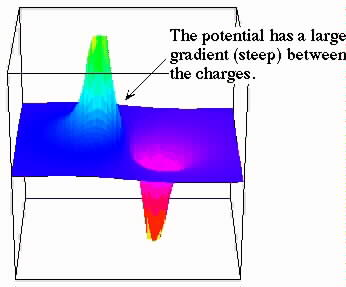 The potential has a large
gradient (steep) between
the charges.